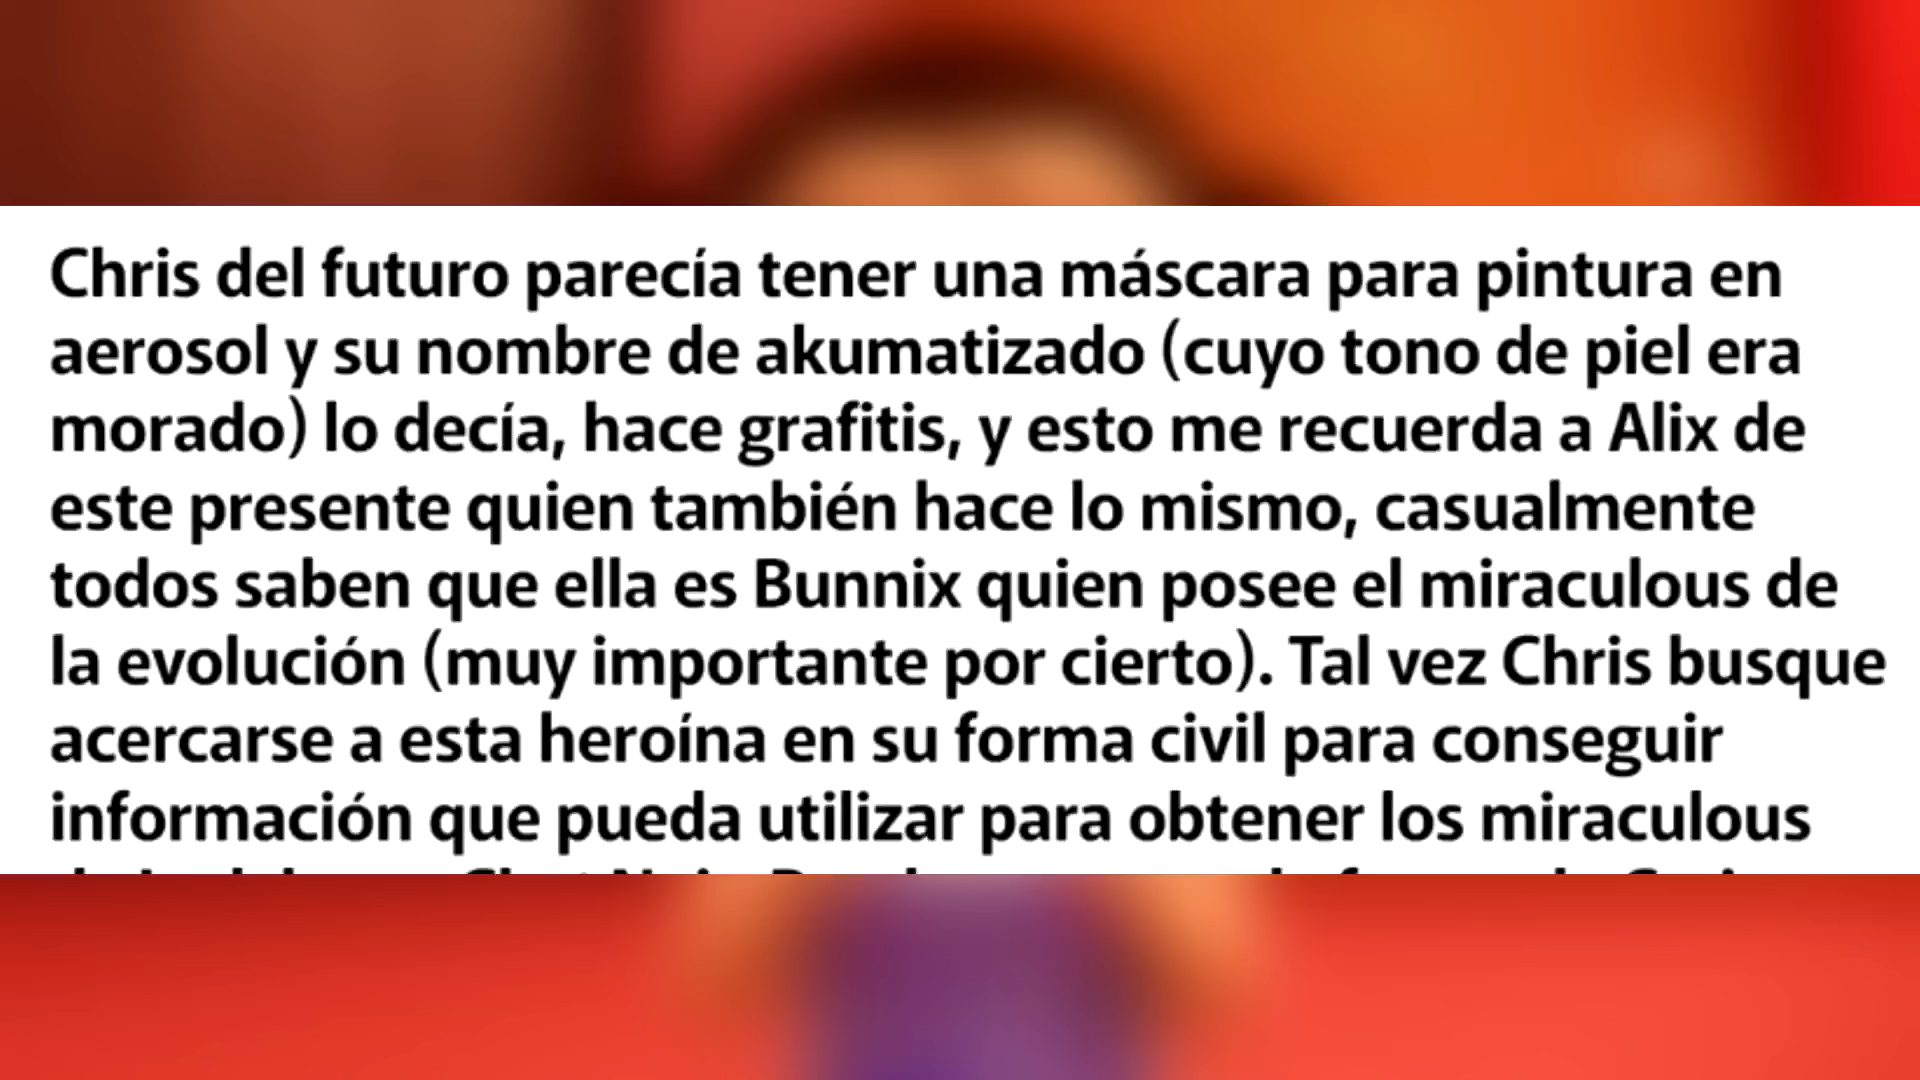 Chris del futuro parecía tener una máscara para pintura en
aerosol y su nombre de akumatizado (cuyo tono de piel era
morado) lo decía, hace grafitis, y esto me recuerda a Alix de
este presente quien también hace lo mismo, casualmente
todos saben que ella es Bunnix quien posee el miraculous de
la evolución (muy importante por cierto). Tal vez Chris busque
acercarse a esta heroína en su forma civil para conseguir
información que pueda utilizar para obtener los miraculous